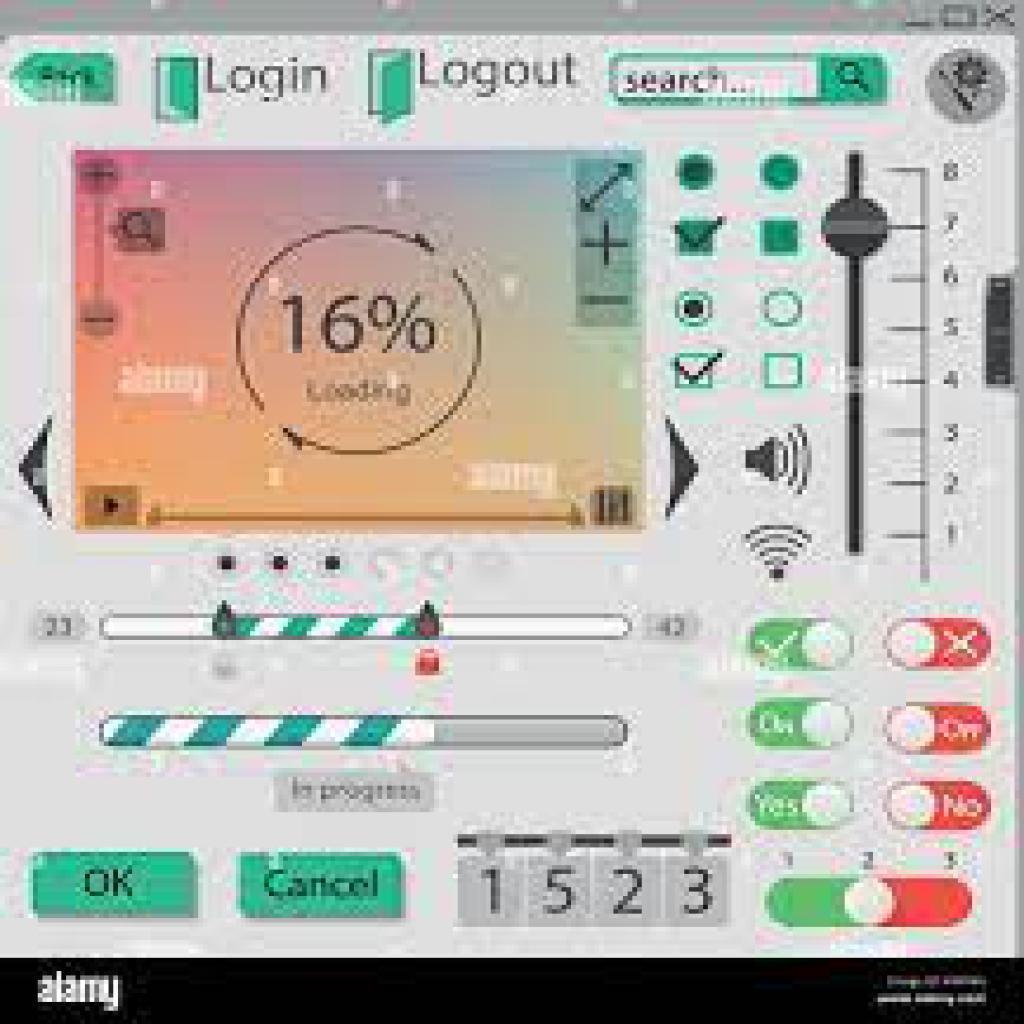 Back
Login
Logout
search...
16%
Loading
8
7
6
5
4
3
2
1
23
42
In progress
On
Off
Yes
No
1 2 3
OK
Cancel
1 5 2 3
alamy
alamy
alamy